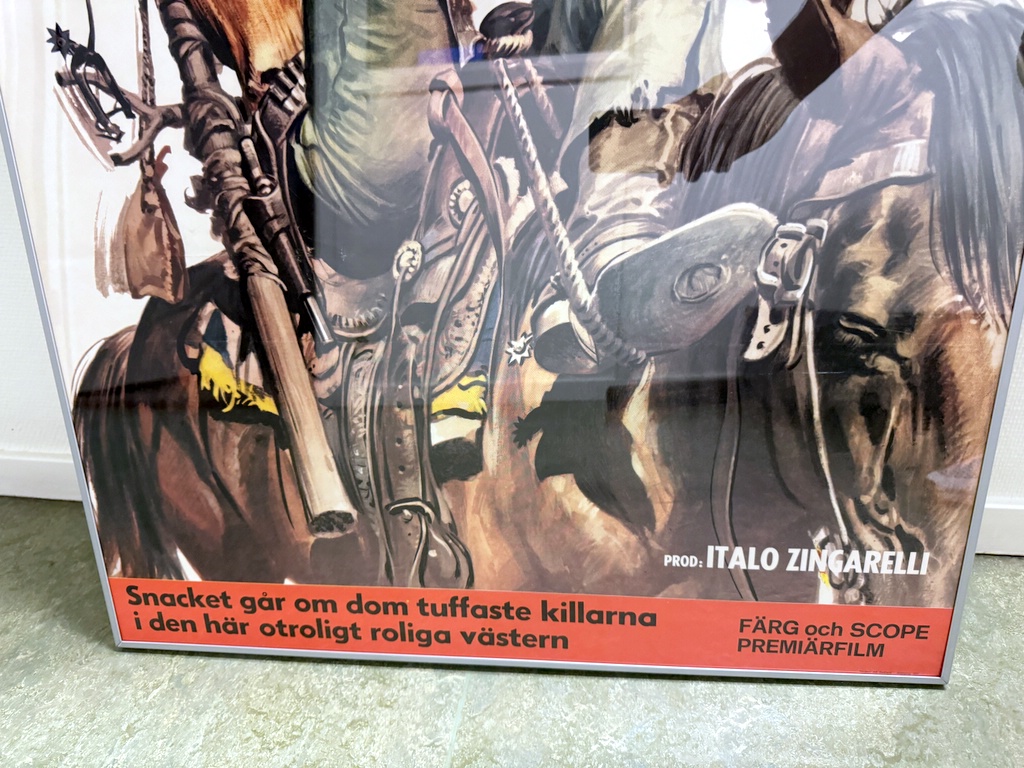 PROD: ITALO ZINGARELLI
Snacket går om dom tuffaste killarna
i den här otroligt roliga västern
FÄRG och SCOPE
PREMIÄRFILM